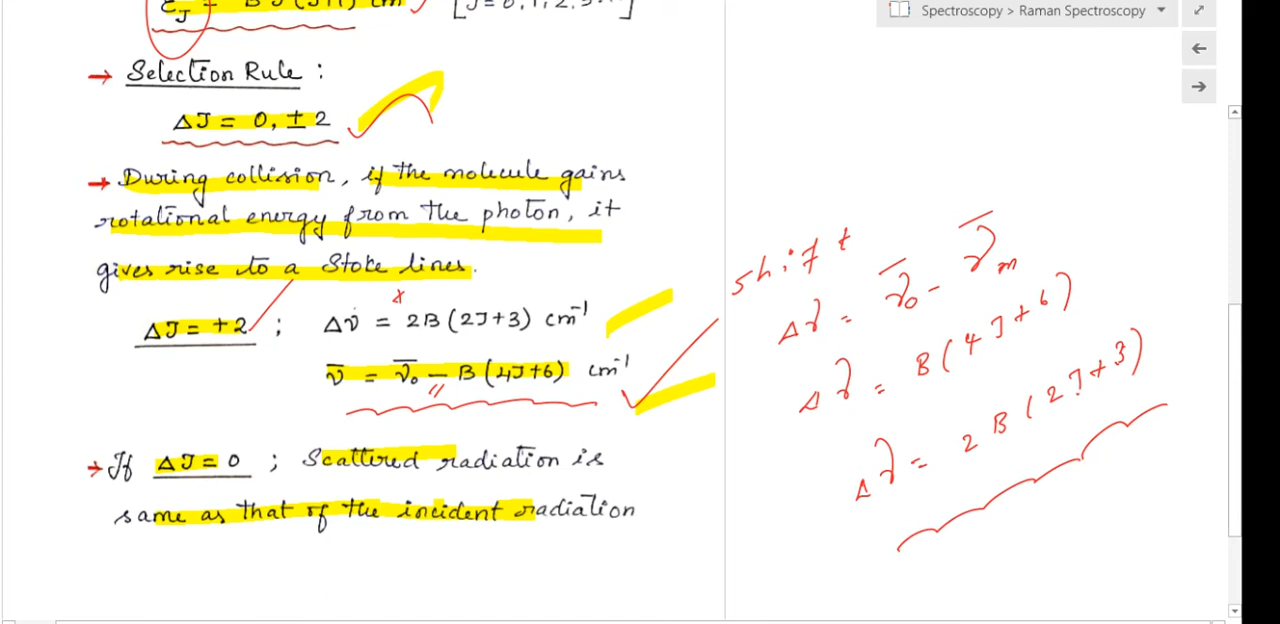 Spectroscopy > Raman Spectroscopy
→ Selection Rule :
ΔJ = 0, ± 2
→ During collision, if the molecule gains
rotational energy from the photon, it
gives rise to a Stoke lines.
ΔJ = +2 ; Δν̄ = 2B (2J+3) cm⁻¹
ν̄ = ν̄₀ − B (4J+6) cm⁻¹
→ If ΔJ = 0 ; Scattered radiation is
same as that of the incident radiation
shift
Δν̄ = ν̄₀ - ν̄m
Δν̄ = B(4J+6)
Δν̄ = 2B(2J+3)